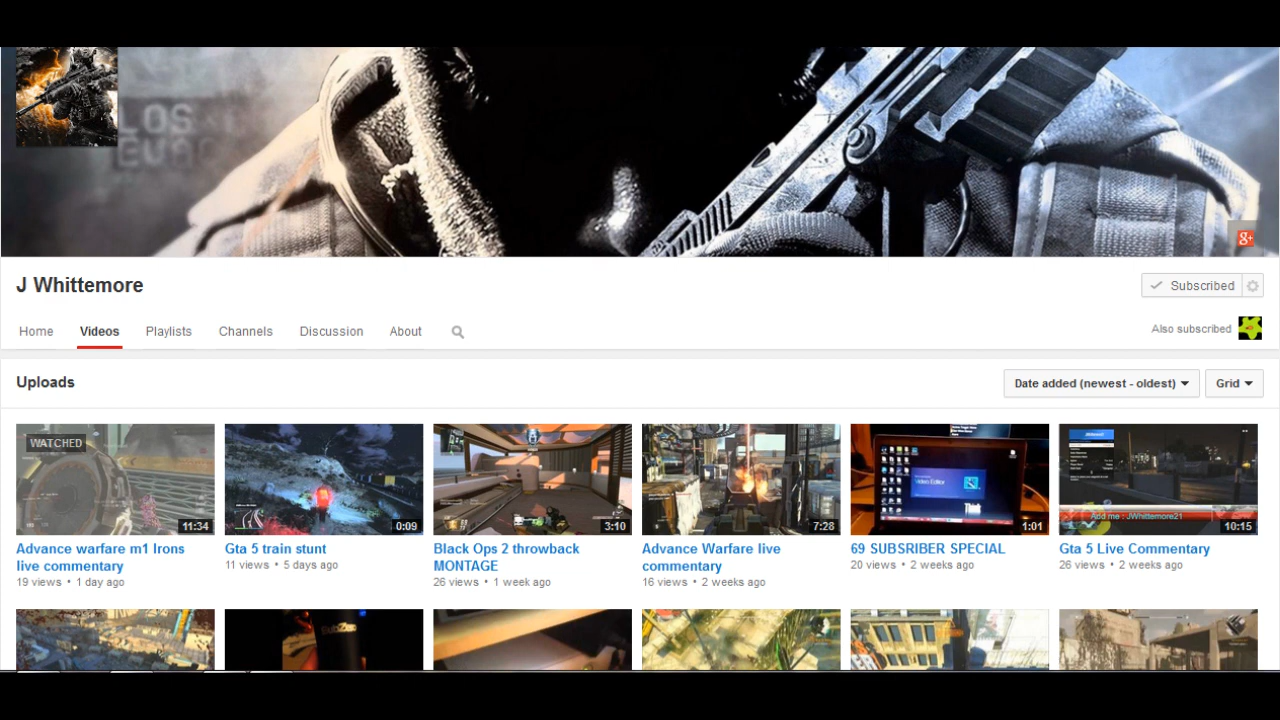 LOS
g+
J Whittemore
Subscribed
Home Videos Playlists Channels Discussion About
Also subscribed
Uploads
Date added (newest - oldest)
Grid
WATCHED
11:34
0:09
3:10
7:28
Video Editor
Think
1:01
Add me : JWhittemore21
10:15
Advance warfare m1 Irons
live commentary
19 views • 1 day ago
Gta 5 train stunt
11 views • 5 days ago
Black Ops 2 throwback
MONTAGE
26 views • 1 week ago
Advance Warfare live
commentary
16 views • 2 weeks ago
69 SUBSRIBER SPECIAL
20 views • 2 weeks ago
Gta 5 Live Commentary
26 views • 2 weeks ago